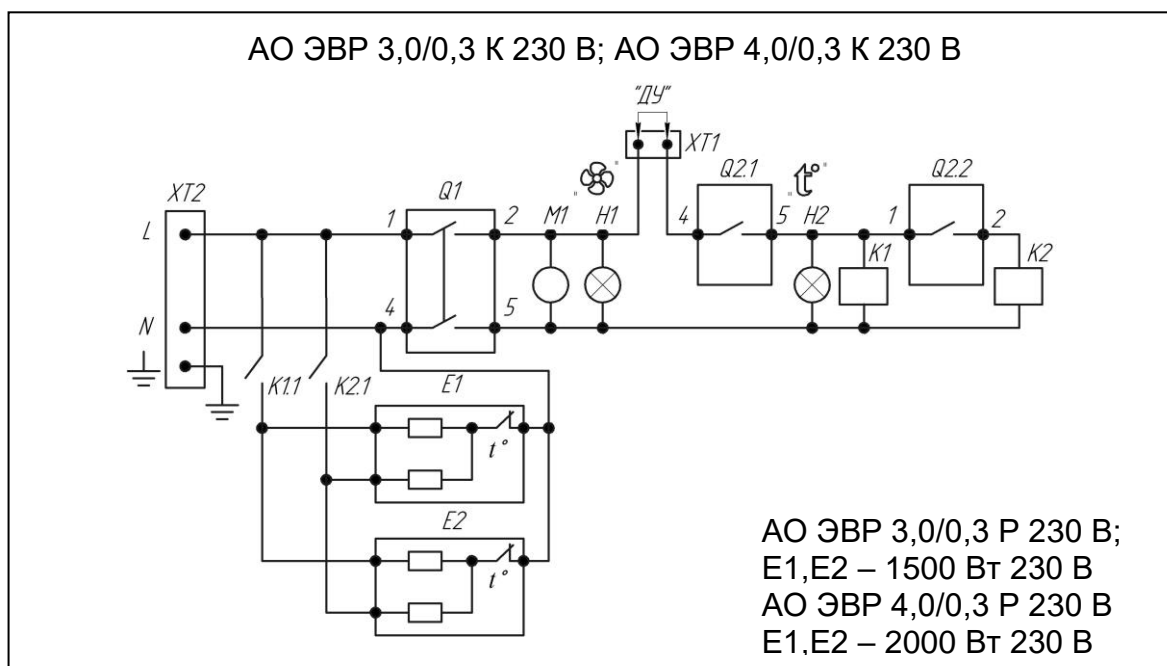 АО ЭВР 3,0/0,3 К 230 В; АО ЭВР 4,0/0,3 К 230 В
"ДУ"
XT1
XT2
Q1
M1
H1
Q2.1
"t°"
H2
Q2.2
L
1
2
4
5
K1
1
2
K2
N
4
5
K1.1
K2.1
E1
t°
E2
t°
АО ЭВР 3,0/0,3 Р 230 В;
Е1,Е2 – 1500 Вт 230 В
АО ЭВР 4,0/0,3 Р 230 В
Е1,Е2 – 2000 Вт 230 В